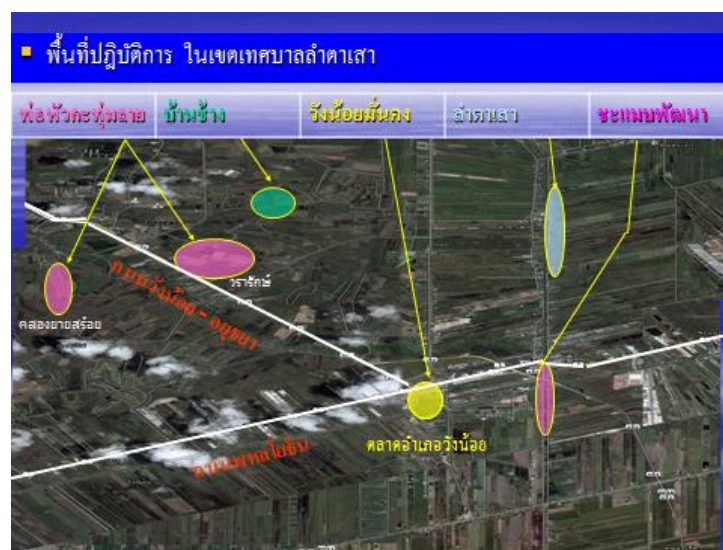 พื้นที่ปฏิบัติการ ในเขตเทศบาลลำตาเสา
พ่อหัวกะทุ่มลาย
บ้านช้าง
วังน้อยมั่นคง
ลำตาเสา
ชะแมบพัฒนา
วรารักษ์
ถนนวังน้อย - อยุธยา
คลองยายสร้อย
ตลาดอำเภอวังน้อย
ถนนพหลโยธิน